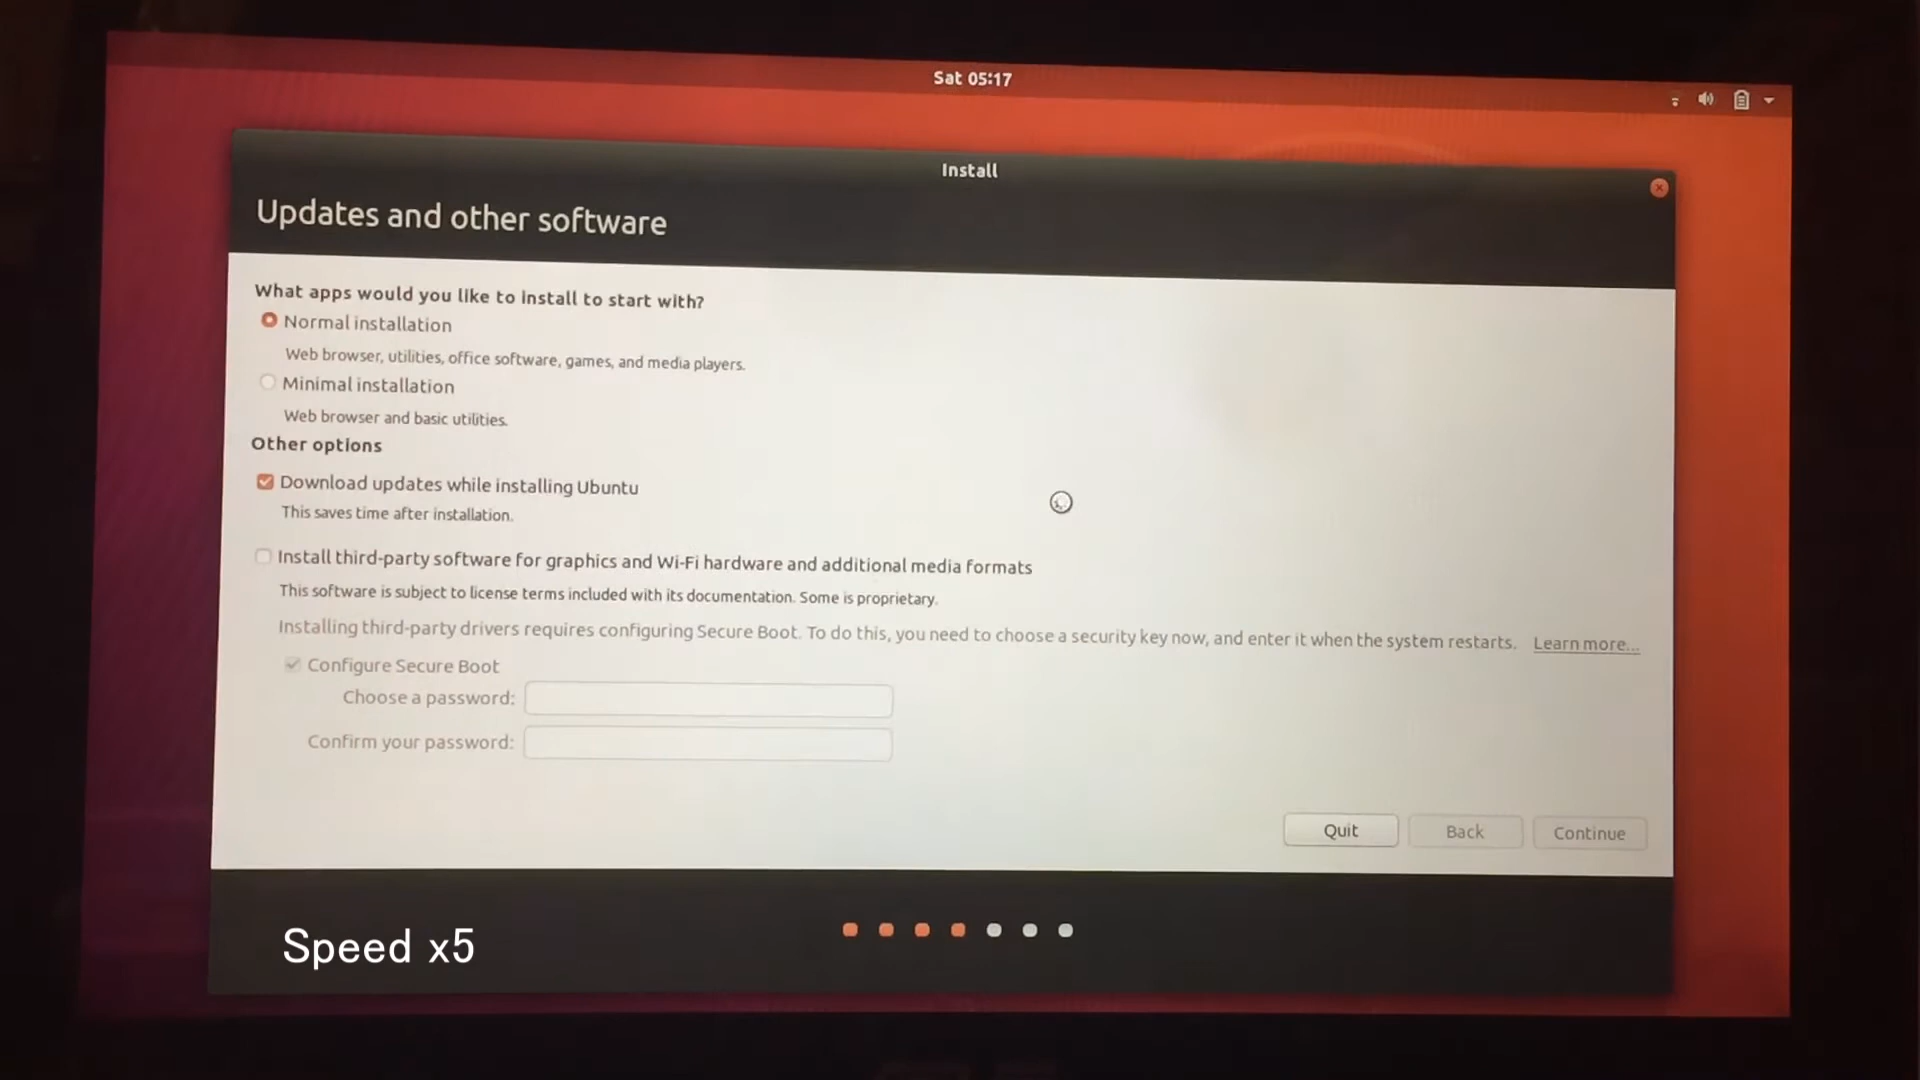 Sat 05:17
Install
Updates and other software
What apps would you like to install to start with?
Normal installation
Web browser, utilities, office software, games, and media players.
Minimal installation
Web browser and basic utilities.
Other options
Download updates while installing Ubuntu
This saves time after installation.
Install third-party software for graphics and Wi-Fi hardware and additional media formats
This software is subject to license terms included with its documentation. Some is proprietary.
Installing third-party drivers requires configuring Secure Boot. To do this, you need to choose a security key now, and enter it when the system restarts. Learn more...
Configure Secure Boot
Choose a password:
Confirm your password:
Quit Back Continue
Speed x5